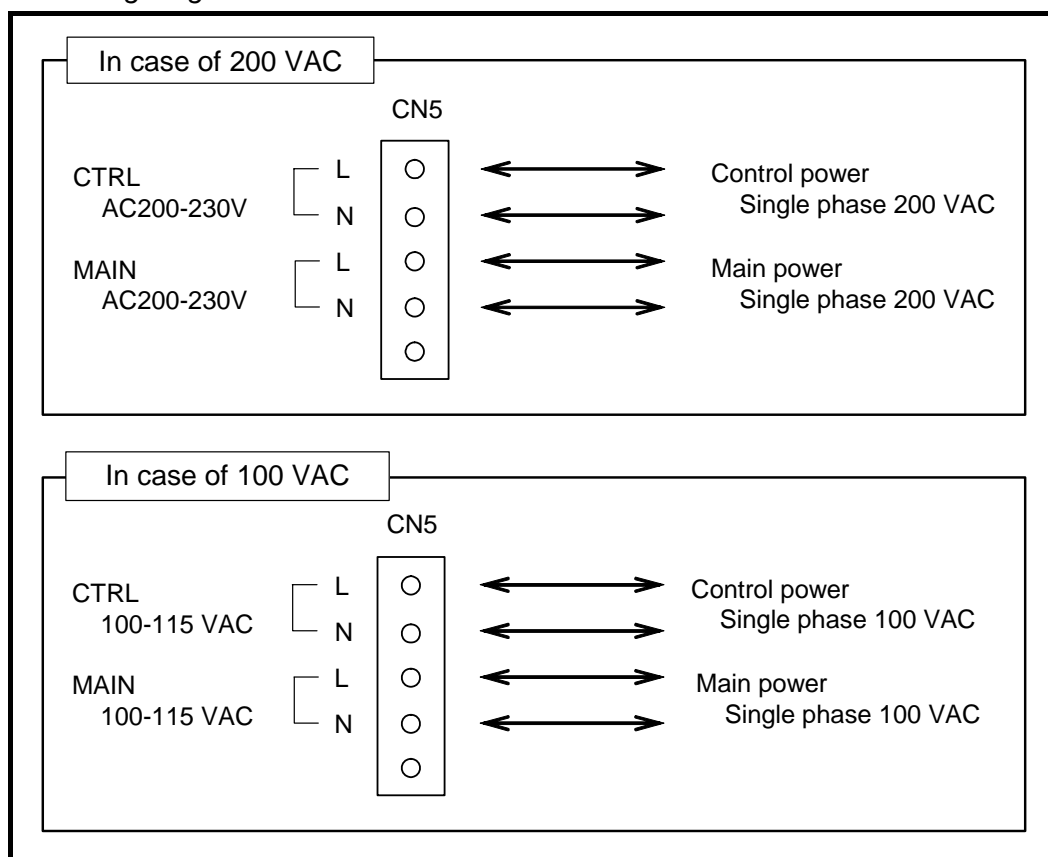 In case of 200 VAC
CN5
CTRL
AC200-230V
L
N
MAIN
AC200-230V
L
N
Control power
Single phase 200 VAC
Main power
Single phase 200 VAC
In case of 100 VAC
CN5
CTRL
100-115 VAC
L
N
MAIN
100-115 VAC
L
N
Control power
Single phase 100 VAC
Main power
Single phase 100 VAC